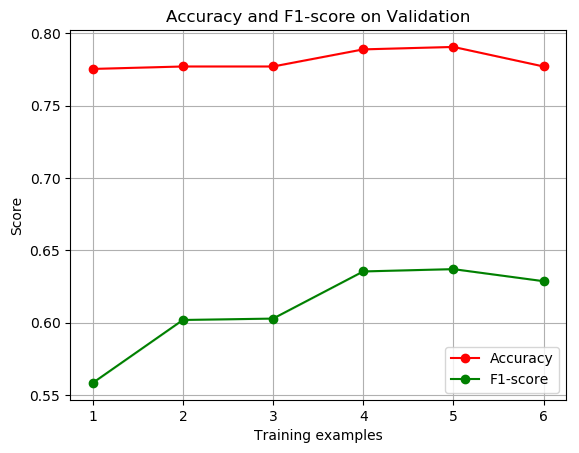 Accuracy and F1-score on Validation
0.80
0.75
0.70
0.65
0.60
0.55
Score
1 2 3 4 5 6
Training examples
Accuracy
F1-score